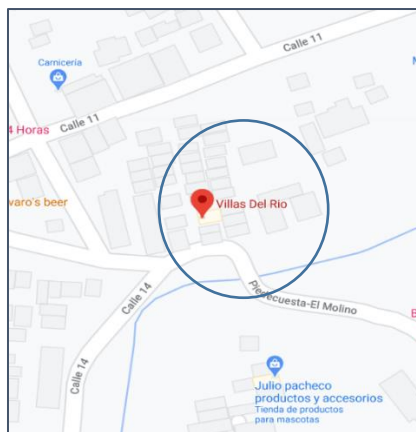 Calle 11
Carnicería
Calle 11
4 Horas
varo's beer
Villas Del Rio
Piedecuesta-El Molino
Calle 14
Calle 14
Julio pacheco
productos y accesorios
Tienda de productos
para mascotas